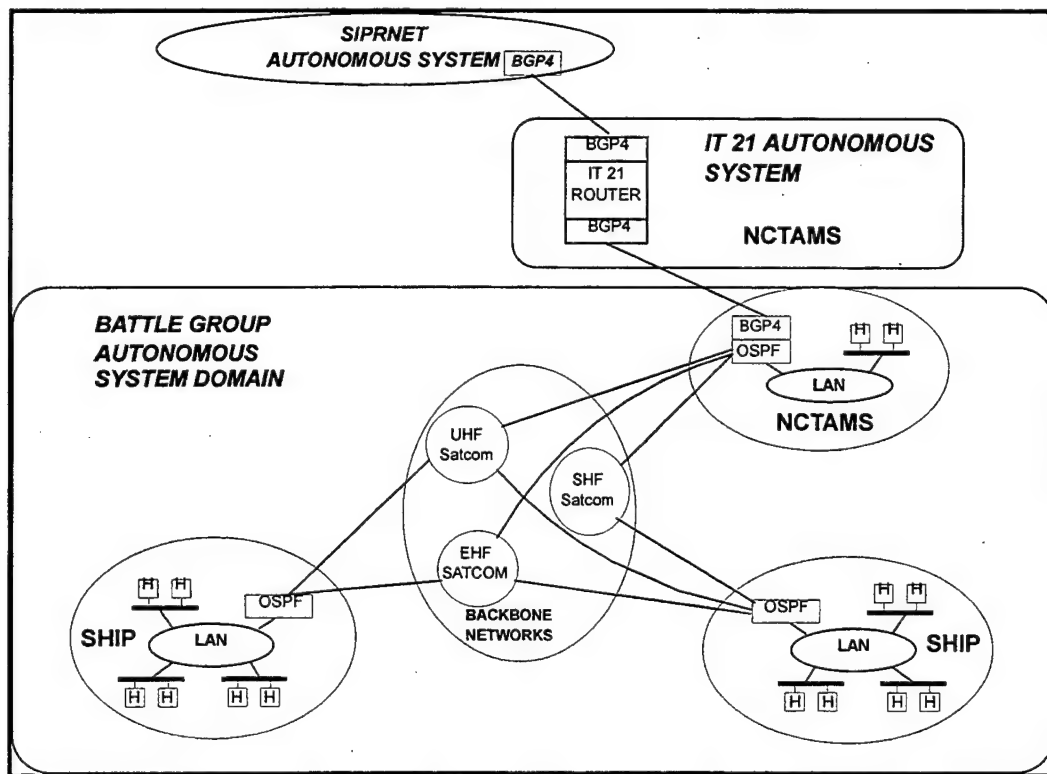 SIPRNET
AUTONOMOUS SYSTEM
BGP4
BGP4
IT 21
ROUTER
BGP4
IT 21 AUTONOMOUS
SYSTEM
NCTAMS
BATTLE GROUP
AUTONOMOUS
SYSTEM DOMAIN
BGP4
OSPF
H H
LAN
NCTAMS
UHF
Satcom
SHF
Satcom
EHF
SATCOM
BACKBONE
NETWORKS
H H
OSPF
SHIP
LAN
H H
H H
OSPF
H H
LAN
SHIP
H H
H H